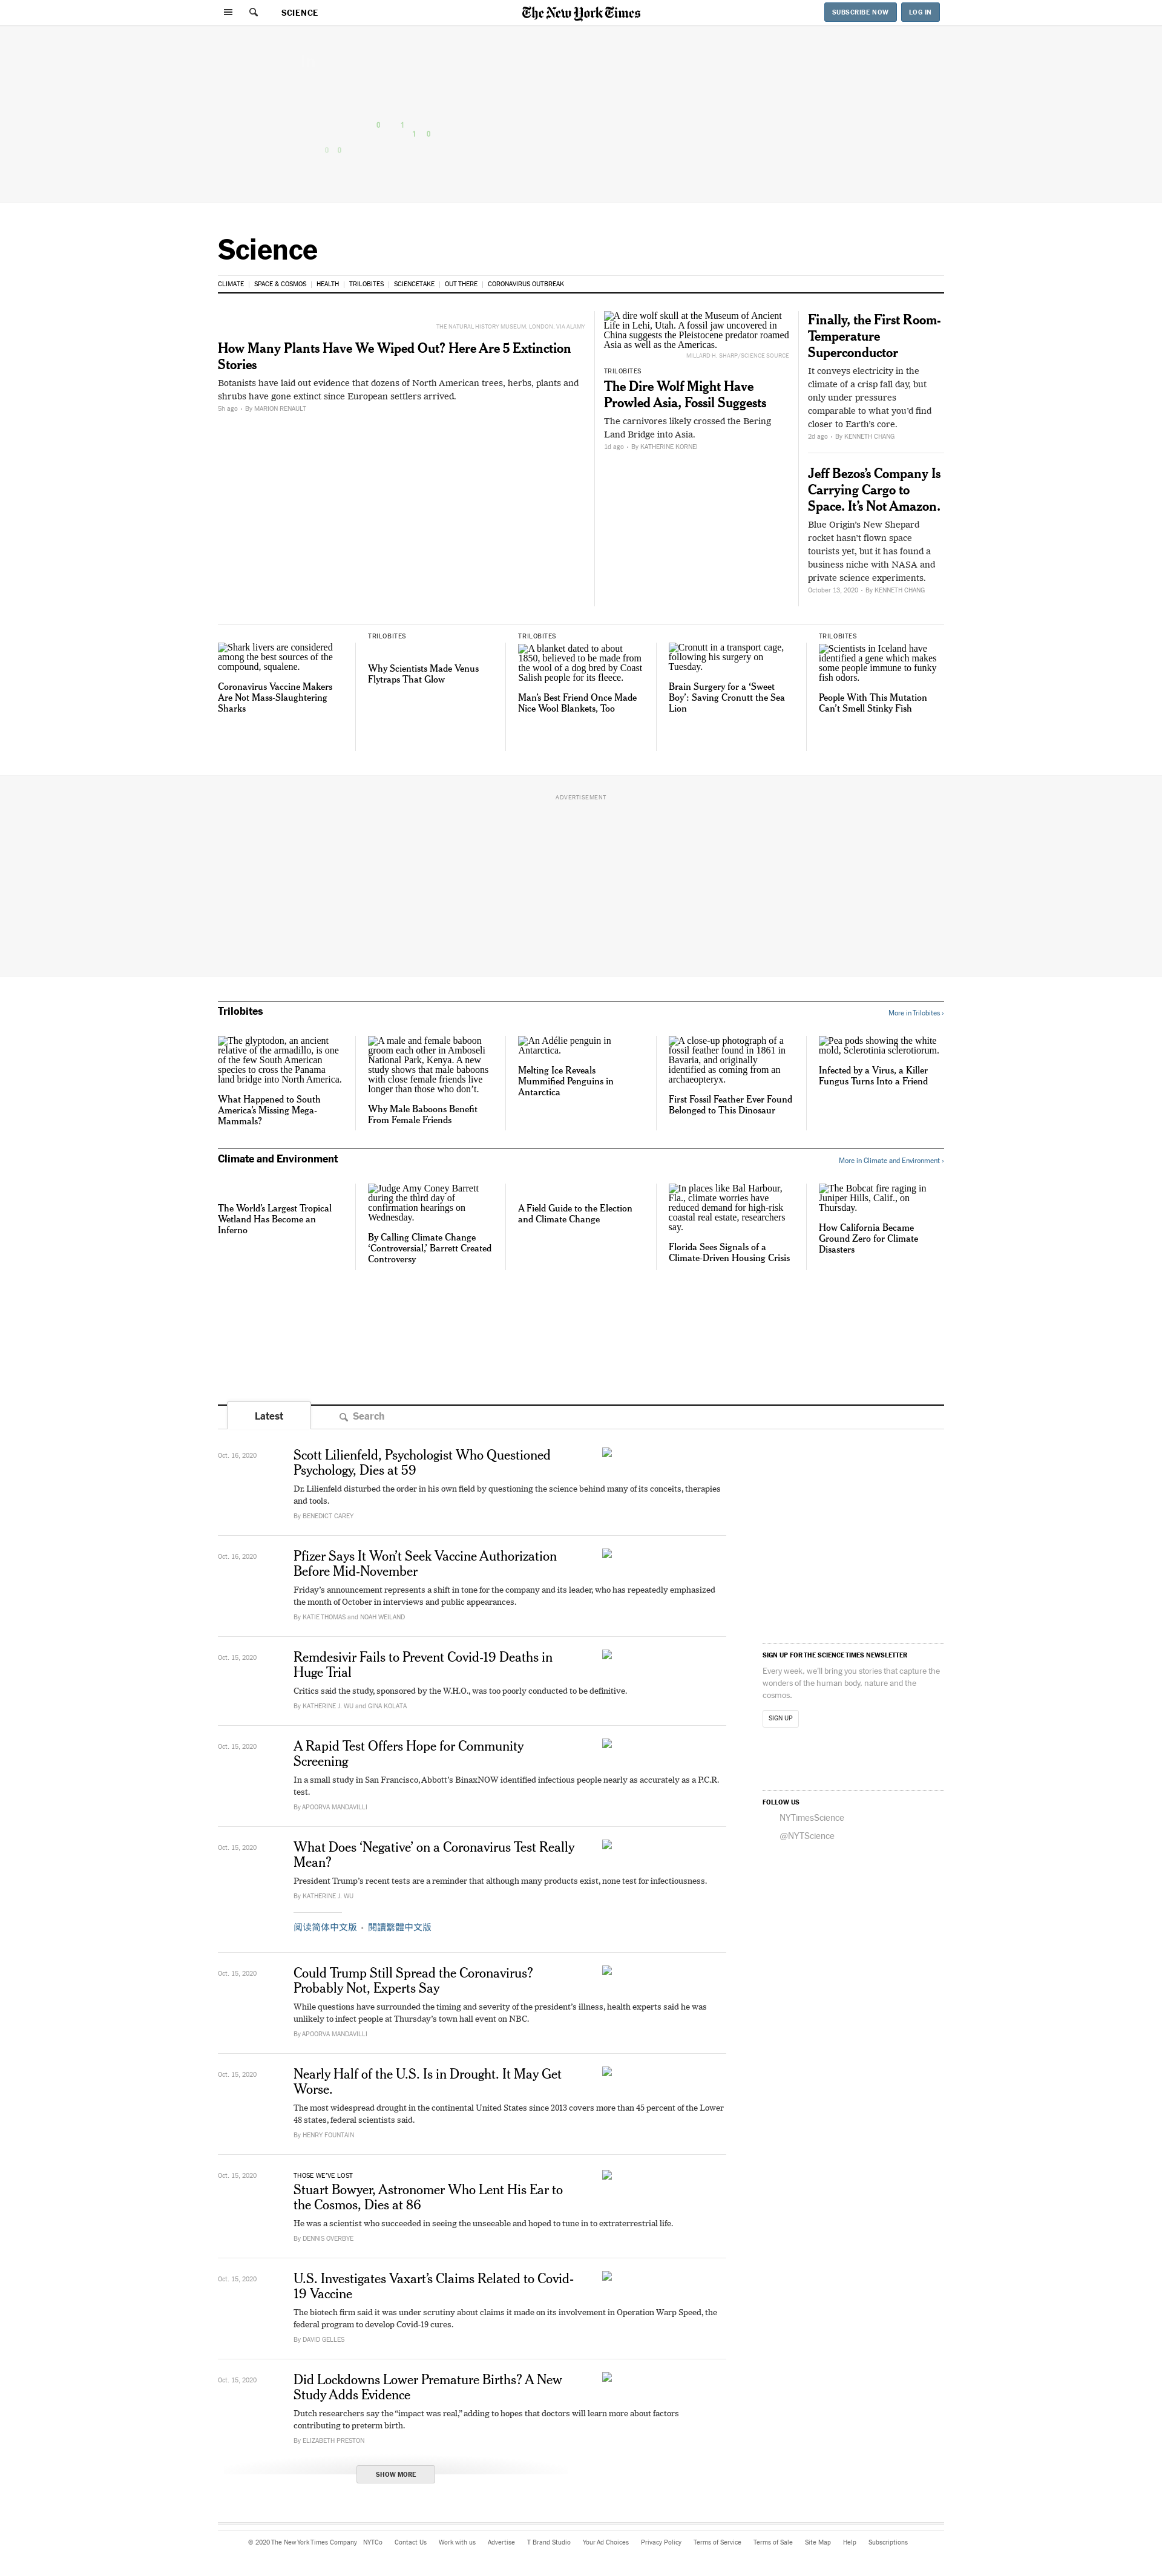 SCIENCE
The New York Times
SUBSCRIBE NOW
LOG IN
0 1
1 0
0 0
Science
CLIMATE
SPACE & COSMOS
HEALTH
TRILOBITES
SCIENCETAKE
OUT THERE
CORONAVIRUS OUTBREAK
THE NATURAL HISTORY MUSEUM, LONDON, VIA ALAMY
How Many Plants Have We Wiped Out? Here Are 5 Extinction
Stories
Botanists have laid out evidence that dozens of North American trees, herbs, plants and
shrubs have gone extinct since European settlers arrived.
5h ago • By MARION RENAULT
A dire wolf skull at the Museum of Ancient
Life in Lehi, Utah. A fossil jaw uncovered in
China suggests the Pleistocene predator roamed
Asia as well as the Americas.
MILLARD H. SHARP/SCIENCE SOURCE
TRILOBITES
The Dire Wolf Might Have
Prowled Asia, Fossil Suggests
The carnivores likely crossed the Bering
Land Bridge into Asia.
1d ago • By KATHERINE KORNEI
Finally, the First Room-
Temperature
Superconductor
It conveys electricity in the
climate of a crisp fall day, but
only under pressures
comparable to what you’d find
closer to Earth’s core.
2d ago • By KENNETH CHANG
Jeff Bezos’s Company Is
Carrying Cargo to
Space. It’s Not Amazon.
Blue Origin’s New Shepard
rocket hasn’t flown space
tourists yet, but it has found a
business niche with NASA and
private science experiments.
October 13, 2020 • By KENNETH CHANG
Shark livers are considered
among the best sources of the
compound, squalene.
Coronavirus Vaccine Makers
Are Not Mass-Slaughtering
Sharks
TRILOBITES
Why Scientists Made Venus
Flytraps That Glow
TRILOBITES
A blanket dated to about
1850, believed to be made from
the wool of a dog bred by Coast
Salish people for its fleece.
Man’s Best Friend Once Made
Nice Wool Blankets, Too
Cronutt in a transport cage,
following his surgery on
Tuesday.
Brain Surgery for a ‘Sweet
Boy’: Saving Cronutt the Sea
Lion
TRILOBITES
Scientists in Iceland have
identified a gene which makes
some people immune to funky
fish odors.
People With This Mutation
Can’t Smell Stinky Fish
ADVERTISEMENT
Trilobites
More in Trilobites ›
The glyptodon, an ancient
relative of the armadillo, is one
of the few South American
species to cross the Panama
land bridge into North America.
What Happened to South
America’s Missing Mega-
Mammals?
A male and female baboon
groom each other in Amboseli
National Park, Kenya. A new
study shows that male baboons
with close female friends live
longer than those who don’t.
Why Male Baboons Benefit
From Female Friends
An Adélie penguin in
Antarctica.
Melting Ice Reveals
Mummified Penguins in
Antarctica
A close-up photograph of a
fossil feather found in 1861 in
Bavaria, and originally
identified as coming from an
archaeopteryx.
First Fossil Feather Ever Found
Belonged to This Dinosaur
Pea pods showing the white
mold, Sclerotinia sclerotiorum.
Infected by a Virus, a Killer
Fungus Turns Into a Friend
Climate and Environment
More in Climate and Environment ›
The World’s Largest Tropical
Wetland Has Become an
Inferno
Judge Amy Coney Barrett
during the third day of
confirmation hearings on
Wednesday.
By Calling Climate Change
‘Controversial,’ Barrett Created
Controversy
A Field Guide to the Election
and Climate Change
In places like Bal Harbour,
Fla., climate worries have
reduced demand for high-risk
coastal real estate, researchers
say.
Florida Sees Signals of a
Climate-Driven Housing Crisis
The Bobcat fire raging in
Juniper Hills, Calif., on
Thursday.
How California Became
Ground Zero for Climate
Disasters
Latest
Search
Oct. 16, 2020
Scott Lilienfeld, Psychologist Who Questioned
Psychology, Dies at 59
Dr. Lilienfeld disturbed the order in his own field by questioning the science behind many of its conceits, therapies
and tools.
By BENEDICT CAREY
Oct. 16, 2020
Pfizer Says It Won’t Seek Vaccine Authorization
Before Mid-November
Friday’s announcement represents a shift in tone for the company and its leader, who has repeatedly emphasized
the month of October in interviews and public appearances.
By KATIE THOMAS and NOAH WEILAND
Oct. 15, 2020
Remdesivir Fails to Prevent Covid-19 Deaths in
Huge Trial
Critics said the study, sponsored by the W.H.O., was too poorly conducted to be definitive.
By KATHERINE J. WU and GINA KOLATA
Oct. 15, 2020
A Rapid Test Offers Hope for Community
Screening
In a small study in San Francisco, Abbott’s BinaxNOW identified infectious people nearly as accurately as a P.C.R.
test.
By APOORVA MANDAVILLI
Oct. 15, 2020
What Does ‘Negative’ on a Coronavirus Test Really
Mean?
President Trump’s recent tests are a reminder that although many products exist, none test for infectiousness.
By KATHERINE J. WU
阅读简体中文版 • 閱讀繁體中文版
Oct. 15, 2020
Could Trump Still Spread the Coronavirus?
Probably Not, Experts Say
While questions have surrounded the timing and severity of the president’s illness, health experts said he was
unlikely to infect people at Thursday’s town hall event on NBC.
By APOORVA MANDAVILLI
Oct. 15, 2020
Nearly Half of the U.S. Is in Drought. It May Get
Worse.
The most widespread drought in the continental United States since 2013 covers more than 45 percent of the Lower
48 states, federal scientists said.
By HENRY FOUNTAIN
Oct. 15, 2020
THOSE WE’VE LOST
Stuart Bowyer, Astronomer Who Lent His Ear to
the Cosmos, Dies at 86
He was a scientist who succeeded in seeing the unseeable and hoped to tune in to extraterrestrial life.
By DENNIS OVERBYE
Oct. 15, 2020
U.S. Investigates Vaxart’s Claims Related to Covid-
19 Vaccine
The biotech firm said it was under scrutiny about claims it made on its involvement in Operation Warp Speed, the
federal program to develop Covid-19 cures.
By DAVID GELLES
Oct. 15, 2020
Did Lockdowns Lower Premature Births? A New
Study Adds Evidence
Dutch researchers say the “impact was real,” adding to hopes that doctors will learn more about factors
contributing to preterm birth.
By ELIZABETH PRESTON
SHOW MORE
SIGN UP FOR THE SCIENCE TIMES NEWSLETTER
Every week, we’ll bring you stories that capture the
wonders of the human body, nature and the
cosmos.
SIGN UP
FOLLOW US
NYTimesScience
@NYTScience
© 2020 The New York Times Company
NYTCo
Contact Us
Work with us
Advertise
T Brand Studio
Your Ad Choices
Privacy Policy
Terms of Service
Terms of Sale
Site Map
Help
Subscriptions